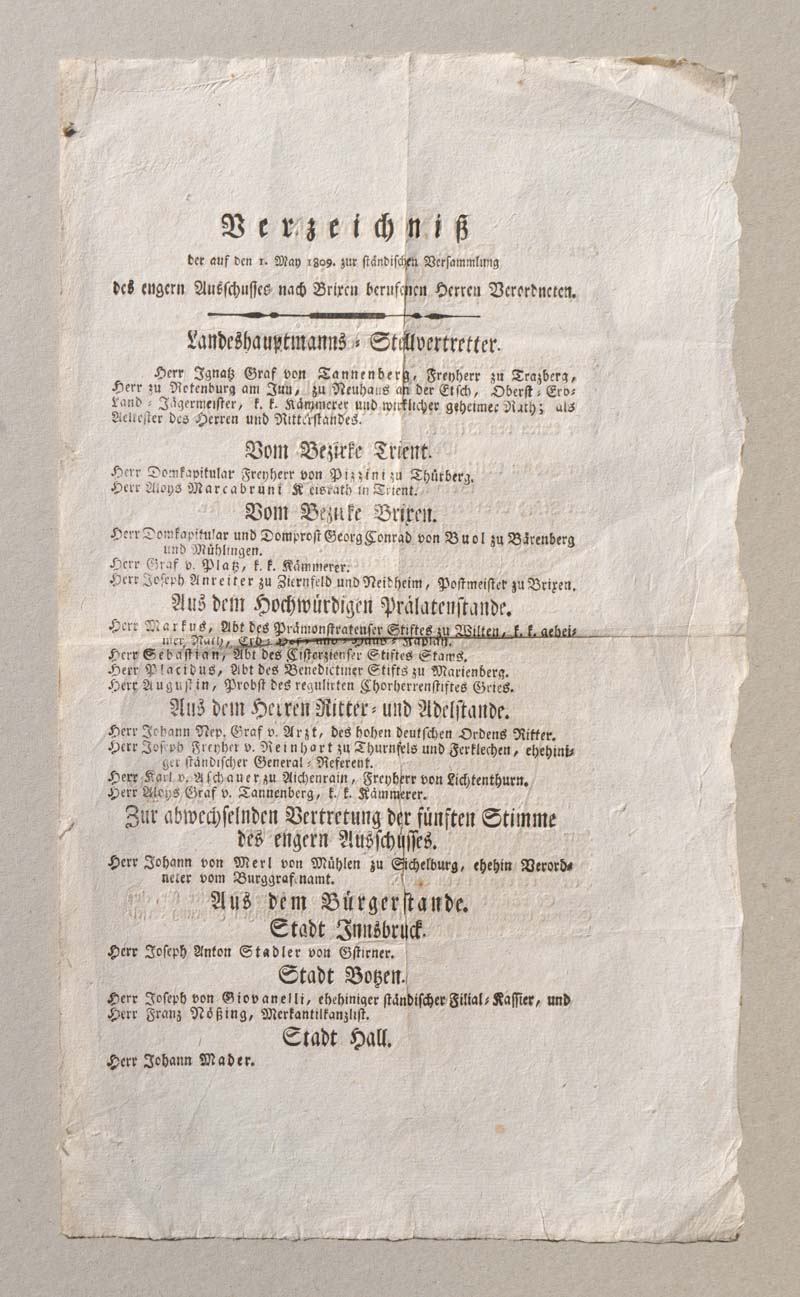 Verzeichniß
der auf den 1. May 1809. zur ständischen Versammlung
des engern Ausschusses nach Brixen berufenen Herren Verordneten.
Landeshauptmanns-Stellvertretter.
Herr Ignatz Graf von Tannenberg, Freyherr zu Trazberg,
Herr zu Rotenburg am Inn, zu Neuhaus an der Etsch, Oberst-Erb-
Land-Jägermeister, k. k. Kämmerer und wirklicher geheimer Rath; als
Aeltester des Herren und Ritterstandes.
Vom Bezirke Trient.
Herr Domkapitular Freyherr von Pizzini zu Thürberg.
Herr Aloys Marcabruni Kreisrath in Trient.
Vom Bezirke Brixen.
Herr Domkapitular und Domprost Georg Conrad von Buol zu Bärenberg
und Mühlingen.
Herr Graf v. Platz, k. k. Kämmerer.
Herr Joseph Anreiter zu Ziernfeld und Neidheim, Postmeister zu Brixen.
Aus dem Hochwürdigen Prälatenstande.
Herr Markus, Abt des Prämonstratenser Stiftes zu Wilten, k. k. gehei-
mer Rath, Erb- Hof- und Haus- Kaplan.
Herr Sebastian, Abt des Cisterzienser Stiftes Stams.
Herr Placidus, Abt des Benedictiner Stifts zu Marienberg.
Herr Augustin, Probst des regulirten Chorherrenstiftes Gries.
Aus dem Herren Ritter- und Adelstande.
Herr Johann Nep. Graf v. Arzt, des hohen deutschen Ordens Ritter.
Herr Joseph Freyher v. Reinhart zu Thurnfels und Ferklechen, ehehini-
ger ständischer General-Referent.
Herr Karl v. Aschauer zu Aichenrain, Freyherr von Lichtenthurn.
Herr Aloys Graf v. Tannenberg, k. k. Kämmerer.
Zur abwechselnden Vertretung der fünften Stimme
des engern Ausschusses.
Herr Johann von Merl von Mühlen zu Sichelburg, ehehin Verord-
neter vom Burggrafenamt.
Aus dem Bürgerstande.
Stadt Innsbruck.
Herr Joseph Anton Stadler von Gstirner.
Stadt Botzen.
Herr Joseph von Giovanelli, ehehiniger ständischer Filial-Kassier, und
Herr Franz Nößing, Merkantilkanzlist.
Stadt Hall.
Herr Johann Mader.